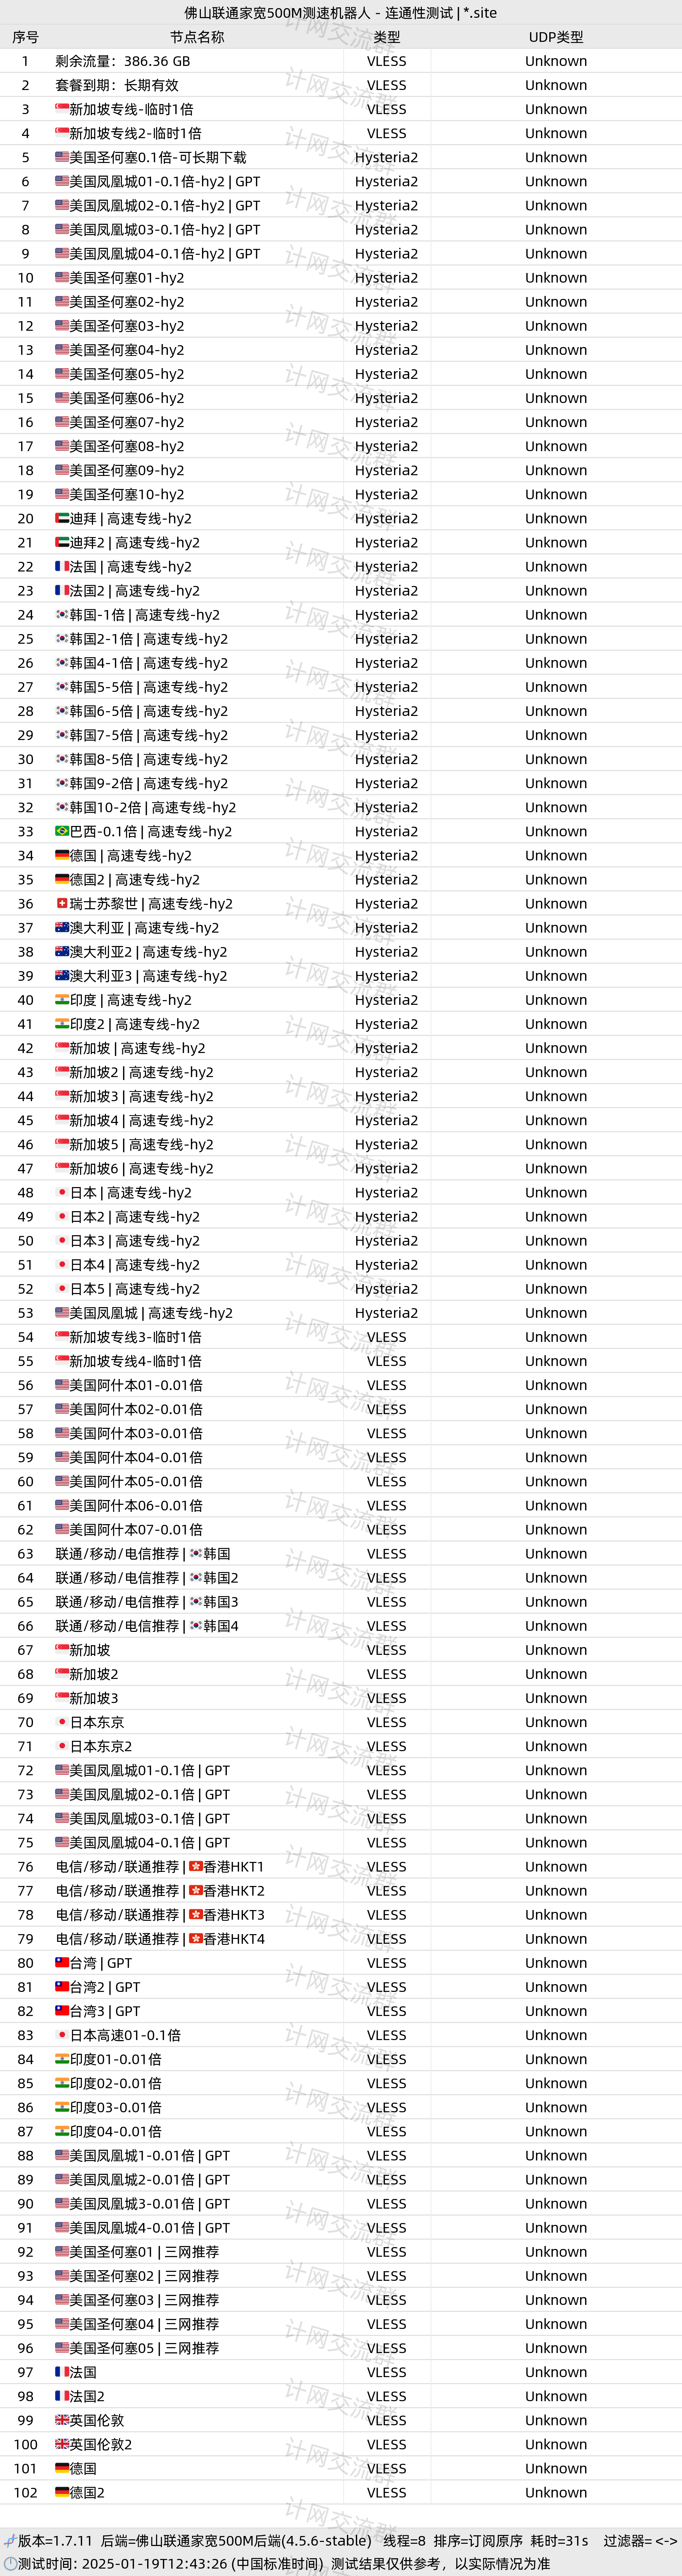 佛山联通家宽500M测速机器人 - 连通性测试 | *.site
序号 节点名称 类型 UDP类型
1 剩余流量：386.36 GB VLESS Unknown
2 套餐到期：长期有效 VLESS Unknown
3 🇸🇬新加坡专线-临时1倍 VLESS Unknown
4 🇸🇬新加坡专线2-临时1倍 VLESS Unknown
5 🇺🇸美国圣何塞0.1倍-可长期下载 Hysteria2 Unknown
6 🇺🇸美国凤凰城01-0.1倍-hy2 | GPT Hysteria2 Unknown
7 🇺🇸美国凤凰城02-0.1倍-hy2 | GPT Hysteria2 Unknown
8 🇺🇸美国凤凰城03-0.1倍-hy2 | GPT Hysteria2 Unknown
9 🇺🇸美国凤凰城04-0.1倍-hy2 | GPT Hysteria2 Unknown
10 🇺🇸美国圣何塞01-hy2 Hysteria2 Unknown
11 🇺🇸美国圣何塞02-hy2 Hysteria2 Unknown
12 🇺🇸美国圣何塞03-hy2 Hysteria2 Unknown
13 🇺🇸美国圣何塞04-hy2 Hysteria2 Unknown
14 🇺🇸美国圣何塞05-hy2 Hysteria2 Unknown
15 🇺🇸美国圣何塞06-hy2 Hysteria2 Unknown
16 🇺🇸美国圣何塞07-hy2 Hysteria2 Unknown
17 🇺🇸美国圣何塞08-hy2 Hysteria2 Unknown
18 🇺🇸美国圣何塞09-hy2 Hysteria2 Unknown
19 🇺🇸美国圣何塞10-hy2 Hysteria2 Unknown
20 🇦🇪迪拜 | 高速专线-hy2 Hysteria2 Unknown
21 🇦🇪迪拜2 | 高速专线-hy2 Hysteria2 Unknown
22 🇫🇷法国 | 高速专线-hy2 Hysteria2 Unknown
23 🇫🇷法国2 | 高速专线-hy2 Hysteria2 Unknown
24 🇰🇷韩国-1倍 | 高速专线-hy2 Hysteria2 Unknown
25 🇰🇷韩国2-1倍 | 高速专线-hy2 Hysteria2 Unknown
26 🇰🇷韩国4-1倍 | 高速专线-hy2 Hysteria2 Unknown
27 🇰🇷韩国5-5倍 | 高速专线-hy2 Hysteria2 Unknown
28 🇰🇷韩国6-5倍 | 高速专线-hy2 Hysteria2 Unknown
29 🇰🇷韩国7-5倍 | 高速专线-hy2 Hysteria2 Unknown
30 🇰🇷韩国8-5倍 | 高速专线-hy2 Hysteria2 Unknown
31 🇰🇷韩国9-2倍 | 高速专线-hy2 Hysteria2 Unknown
32 🇰🇷韩国10-2倍 | 高速专线-hy2 Hysteria2 Unknown
33 🇧🇷巴西-0.1倍 | 高速专线-hy2 Hysteria2 Unknown
34 🇩🇪德国 | 高速专线-hy2 Hysteria2 Unknown
35 🇩🇪德国2 | 高速专线-hy2 Hysteria2 Unknown
36 🇨🇭瑞士苏黎世 | 高速专线-hy2 Hysteria2 Unknown
37 🇦🇺澳大利亚 | 高速专线-hy2 Hysteria2 Unknown
38 🇦🇺澳大利亚2 | 高速专线-hy2 Hysteria2 Unknown
39 🇦🇺澳大利亚3 | 高速专线-hy2 Hysteria2 Unknown
40 🇮🇳印度 | 高速专线-hy2 Hysteria2 Unknown
41 🇮🇳印度2 | 高速专线-hy2 Hysteria2 Unknown
42 🇸🇬新加坡 | 高速专线-hy2 Hysteria2 Unknown
43 🇸🇬新加坡2 | 高速专线-hy2 Hysteria2 Unknown
44 🇸🇬新加坡3 | 高速专线-hy2 Hysteria2 Unknown
45 🇸🇬新加坡4 | 高速专线-hy2 Hysteria2 Unknown
46 🇸🇬新加坡5 | 高速专线-hy2 Hysteria2 Unknown
47 🇸🇬新加坡6 | 高速专线-hy2 Hysteria2 Unknown
48 🇯🇵日本 | 高速专线-hy2 Hysteria2 Unknown
49 🇯🇵日本2 | 高速专线-hy2 Hysteria2 Unknown
50 🇯🇵日本3 | 高速专线-hy2 Hysteria2 Unknown
51 🇯🇵日本4 | 高速专线-hy2 Hysteria2 Unknown
52 🇯🇵日本5 | 高速专线-hy2 Hysteria2 Unknown
53 🇺🇸美国凤凰城 | 高速专线-hy2 Hysteria2 Unknown
54 🇸🇬新加坡专线3-临时1倍 VLESS Unknown
55 🇸🇬新加坡专线4-临时1倍 VLESS Unknown
56 🇺🇸美国阿什本01-0.01倍 VLESS Unknown
57 🇺🇸美国阿什本02-0.01倍 VLESS Unknown
58 🇺🇸美国阿什本03-0.01倍 VLESS Unknown
59 🇺🇸美国阿什本04-0.01倍 VLESS Unknown
60 🇺🇸美国阿什本05-0.01倍 VLESS Unknown
61 🇺🇸美国阿什本06-0.01倍 VLESS Unknown
62 🇺🇸美国阿什本07-0.01倍 VLESS Unknown
63 联通/移动/电信推荐 | 🇰🇷韩国 VLESS Unknown
64 联通/移动/电信推荐 | 🇰🇷韩国2 VLESS Unknown
65 联通/移动/电信推荐 | 🇰🇷韩国3 VLESS Unknown
66 联通/移动/电信推荐 | 🇰🇷韩国4 VLESS Unknown
67 🇸🇬新加坡 VLESS Unknown
68 🇸🇬新加坡2 VLESS Unknown
69 🇸🇬新加坡3 VLESS Unknown
70 🇯🇵日本东京 VLESS Unknown
71 🇯🇵日本东京2 VLESS Unknown
72 🇺🇸美国凤凰城01-0.1倍 | GPT VLESS Unknown
73 🇺🇸美国凤凰城02-0.1倍 | GPT VLESS Unknown
74 🇺🇸美国凤凰城03-0.1倍 | GPT VLESS Unknown
75 🇺🇸美国凤凰城04-0.1倍 | GPT VLESS Unknown
76 电信/移动/联通推荐 | 🇭🇰香港HKT1 VLESS Unknown
77 电信/移动/联通推荐 | 🇭🇰香港HKT2 VLESS Unknown
78 电信/移动/联通推荐 | 🇭🇰香港HKT3 VLESS Unknown
79 电信/移动/联通推荐 | 🇭🇰香港HKT4 VLESS Unknown
80 🇹🇼台湾 | GPT VLESS Unknown
81 🇹🇼台湾2 | GPT VLESS Unknown
82 🇹🇼台湾3 | GPT VLESS Unknown
83 🇯🇵日本高速01-0.1倍 VLESS Unknown
84 🇮🇳印度01-0.01倍 VLESS Unknown
85 🇮🇳印度02-0.01倍 VLESS Unknown
86 🇮🇳印度03-0.01倍 VLESS Unknown
87 🇮🇳印度04-0.01倍 VLESS Unknown
88 🇺🇸美国凤凰城1-0.01倍 | GPT VLESS Unknown
89 🇺🇸美国凤凰城2-0.01倍 | GPT VLESS Unknown
90 🇺🇸美国凤凰城3-0.01倍 | GPT VLESS Unknown
91 🇺🇸美国凤凰城4-0.01倍 | GPT VLESS Unknown
92 🇺🇸美国圣何塞01 | 三网推荐 VLESS Unknown
93 🇺🇸美国圣何塞02 | 三网推荐 VLESS Unknown
94 🇺🇸美国圣何塞03 | 三网推荐 VLESS Unknown
95 🇺🇸美国圣何塞04 | 三网推荐 VLESS Unknown
96 🇺🇸美国圣何塞05 | 三网推荐 VLESS Unknown
97 🇫🇷法国 VLESS Unknown
98 🇫🇷法国2 VLESS Unknown
99 🇬🇧英国伦敦 VLESS Unknown
100 🇬🇧英国伦敦2 VLESS Unknown
101 🇩🇪德国 VLESS Unknown
102 🇩🇪德国2 VLESS Unknown
版本=1.7.11 后端=佛山联通家宽500M后端(4.5.6-stable) 线程=8 排序=订阅原序 耗时=31s 过滤器= <->
测试时间: 2025-01-19T12:43:26 (中国标准时间) 测试结果仅供参考，以实际情况为准
计网交流群